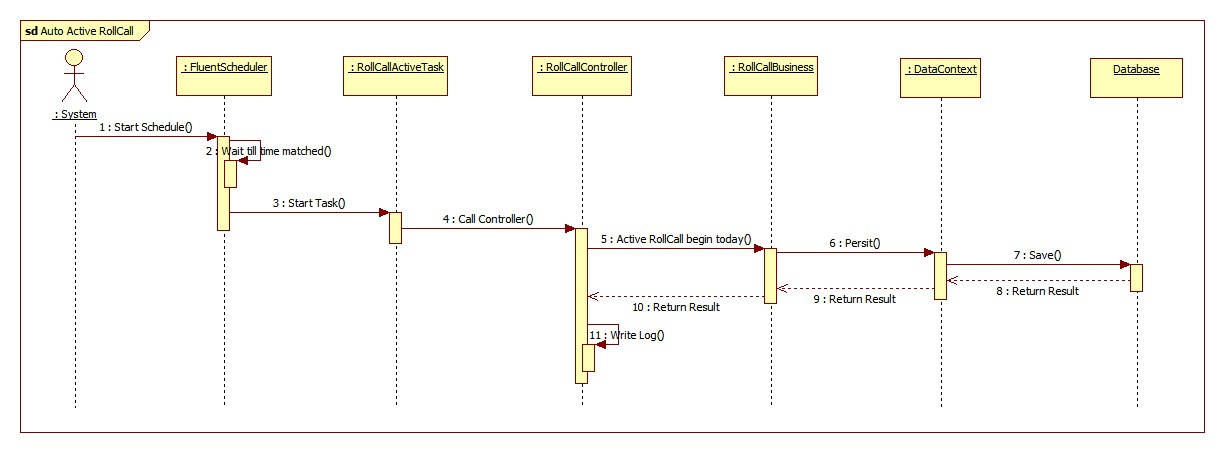 sd Auto Active RollCall
: System
: FluentScheduler
: RollCallActiveTask
: RollCallController
: RollCallBusiness
: DataContext
Database
1 : Start Schedule()
2 : Wait till time matched()
3 : Start Task()
4 : Call Controller()
5 : Active RollCall begin today()
6 : Persit()
7 : Save()
8 : Return Result
9 : Return Result
10 : Return Result
11 : Write Log()